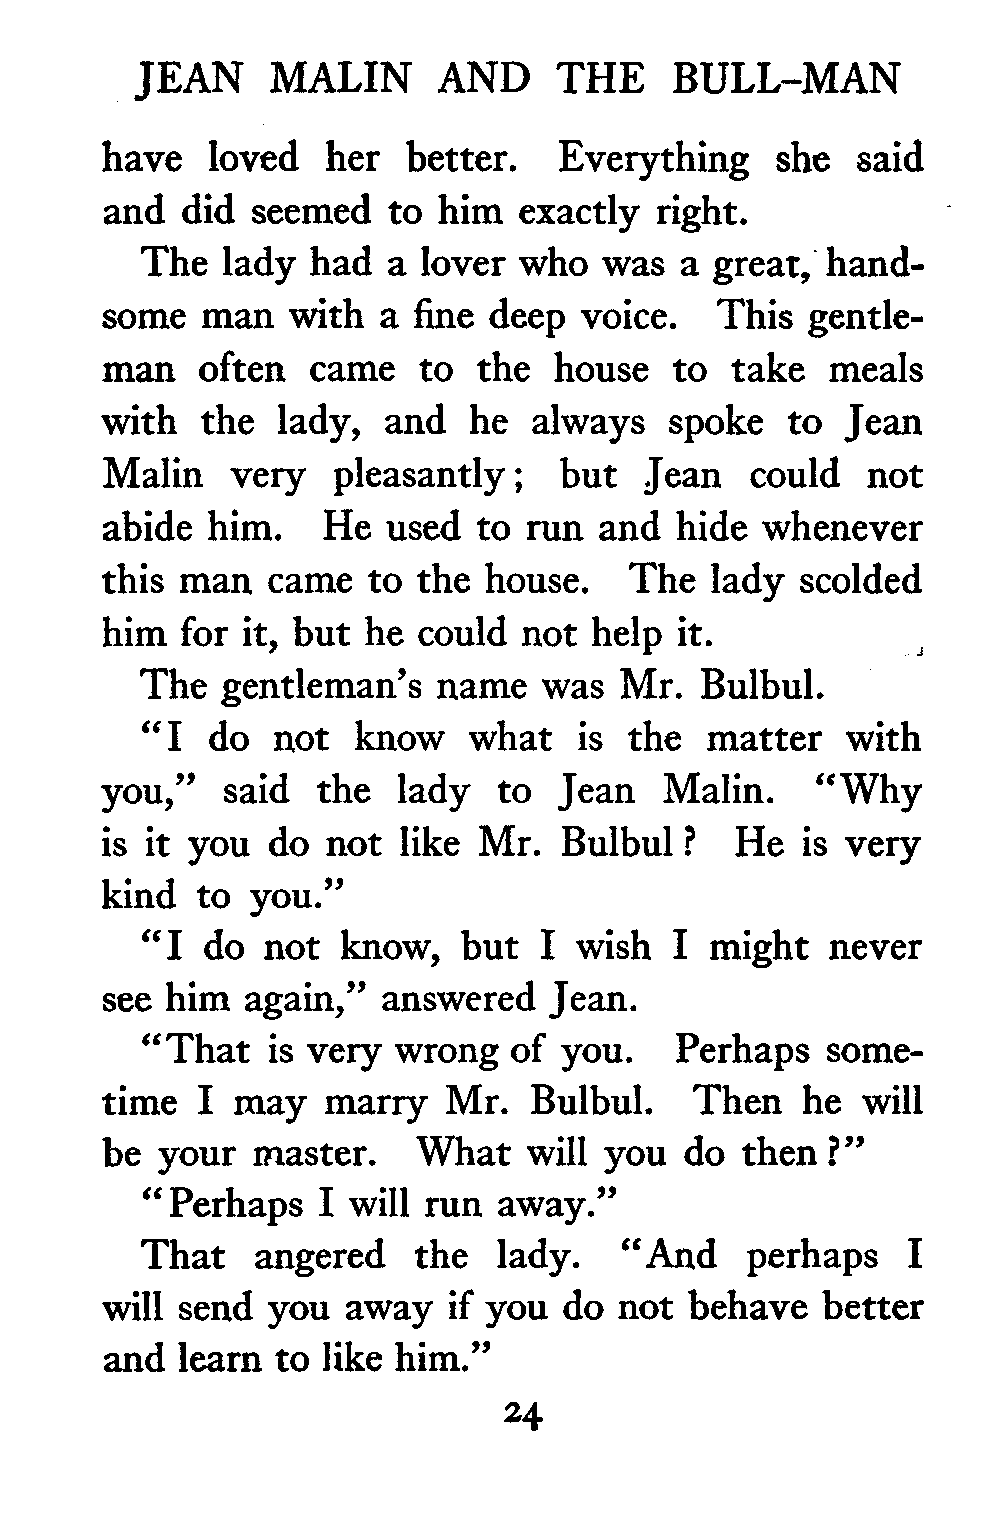 JEAN MALIN AND THE BULL-MAN
have loved her better. Everything she said
and did seemed to him exactly right.
The lady had a lover who was a great, hand-
some man with a fine deep voice. This gentle-
man often came to the house to take meals
with the lady, and he always spoke to Jean
Malin very pleasantly; but Jean could not
abide him. He used to run and hide whenever
this man came to the house. The lady scolded
him for it, but he could not help it.
The gentleman's name was Mr. Bulbul.
"I do not know what is the matter with
you," said the lady to Jean Malin. "Why
is it you do not like Mr. Bulbul? He is very
kind to you."
"I do not know, but I wish I might never
see him again," answered Jean.
"That is very wrong of you. Perhaps some-
time I may marry Mr. Bulbul. Then he will
be your master. What will you do then?"
"Perhaps I will run away."
That angered the lady. "And perhaps I
will send you away if you do not behave better
and learn to like him."
24